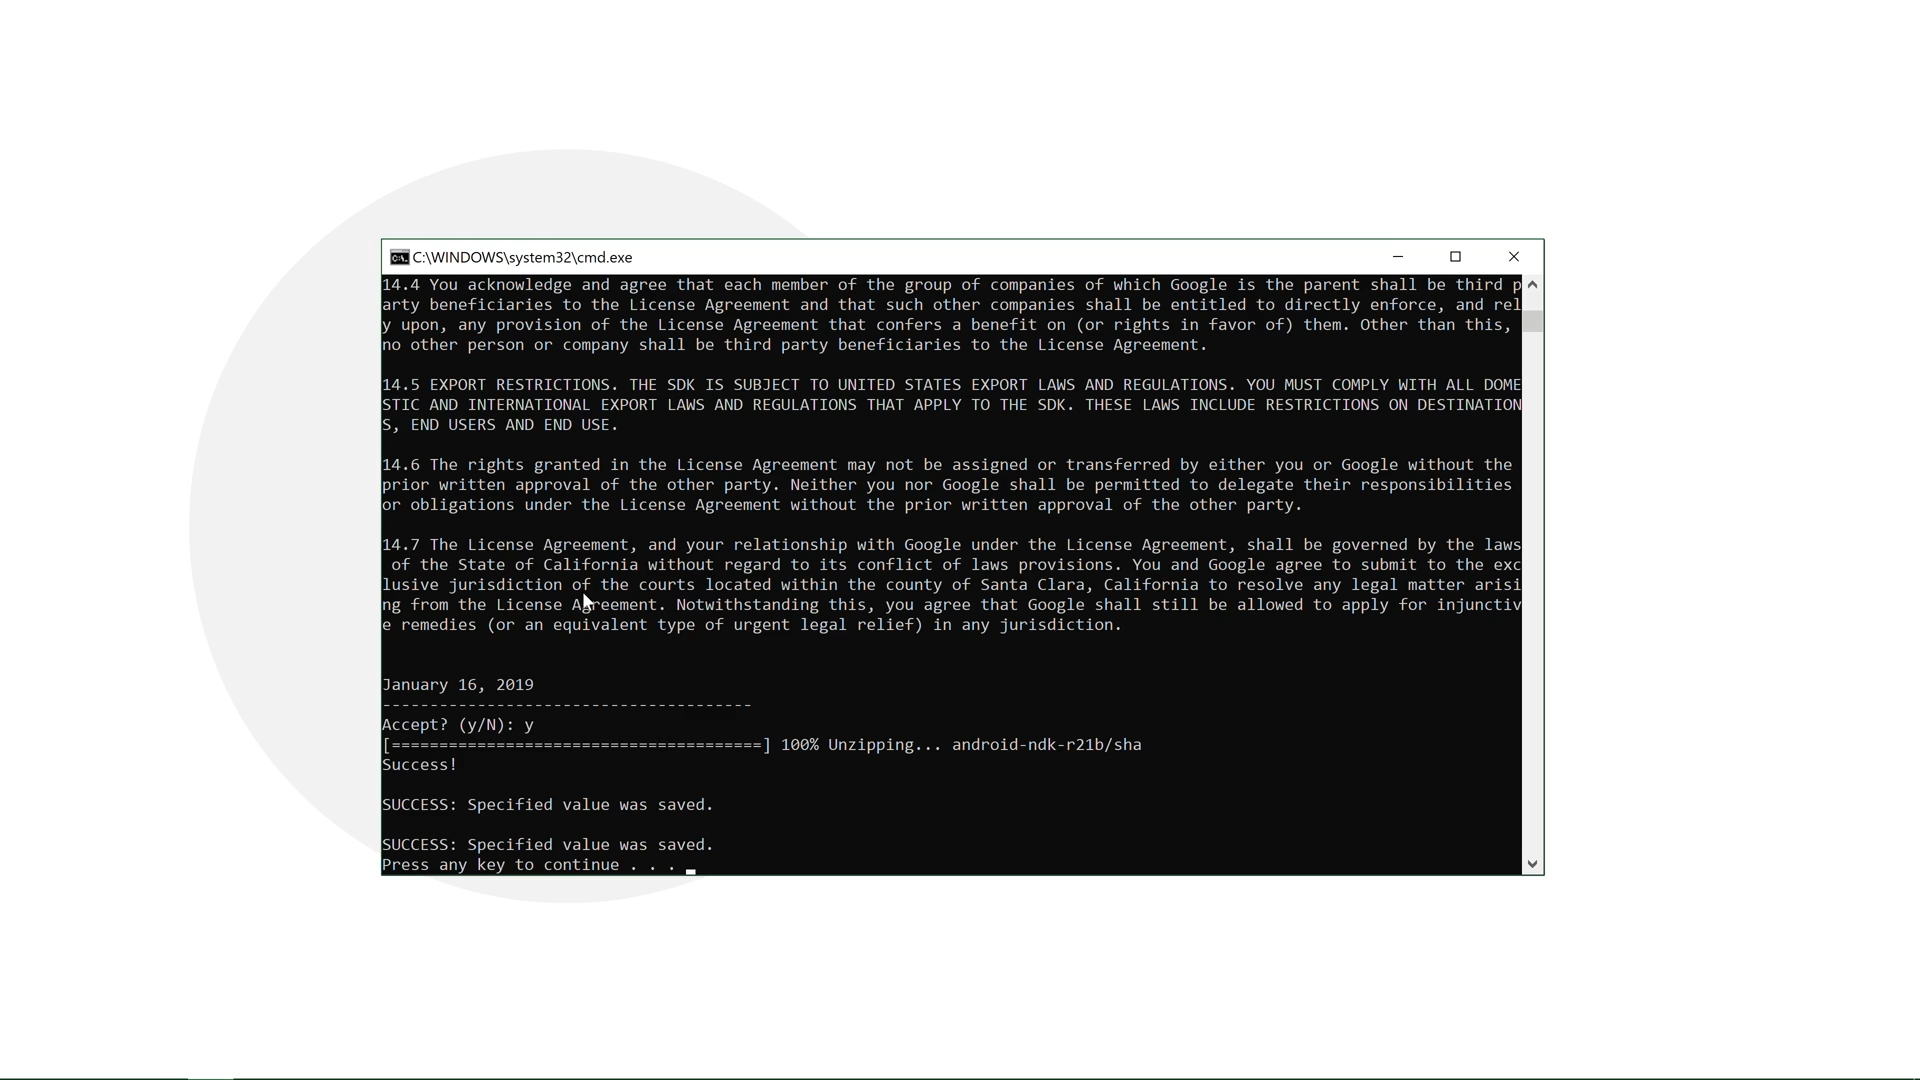 C:\WINDOWS\system32\cmd.exe
14.4 You acknowledge and agree that each member of the group of companies of which Google is the parent shall be third p
arty beneficiaries to the License Agreement and that such other companies shall be entitled to directly enforce, and rel
y upon, any provision of the License Agreement that confers a benefit on (or rights in favor of) them. Other than this,
no other person or company shall be third party beneficiaries to the License Agreement.
14.5 EXPORT RESTRICTIONS. THE SDK IS SUBJECT TO UNITED STATES EXPORT LAWS AND REGULATIONS. YOU MUST COMPLY WITH ALL DOME
STIC AND INTERNATIONAL EXPORT LAWS AND REGULATIONS THAT APPLY TO THE SDK. THESE LAWS INCLUDE RESTRICTIONS ON DESTINATION
S, END USERS AND END USE.
14.6 The rights granted in the License Agreement may not be assigned or transferred by either you or Google without the
prior written approval of the other party. Neither you nor Google shall be permitted to delegate their responsibilities
or obligations under the License Agreement without the prior written approval of the other party.
14.7 The License Agreement, and your relationship with Google under the License Agreement, shall be governed by the laws
of the State of California without regard to its conflict of laws provisions. You and Google agree to submit to the exc
lusive jurisdiction of the courts located within the county of Santa Clara, California to resolve any legal matter arisi
ng from the License Agreement. Notwithstanding this, you agree that Google shall still be allowed to apply for injunctiv
e remedies (or an equivalent type of urgent legal relief) in any jurisdiction.
January 16, 2019
---------------------------------------
Accept? (y/N): y
[=======================================] 100% Unzipping... android-ndk-r21b/sha
Success!
SUCCESS: Specified value was saved.
SUCCESS: Specified value was saved.
Press any key to continue . . .